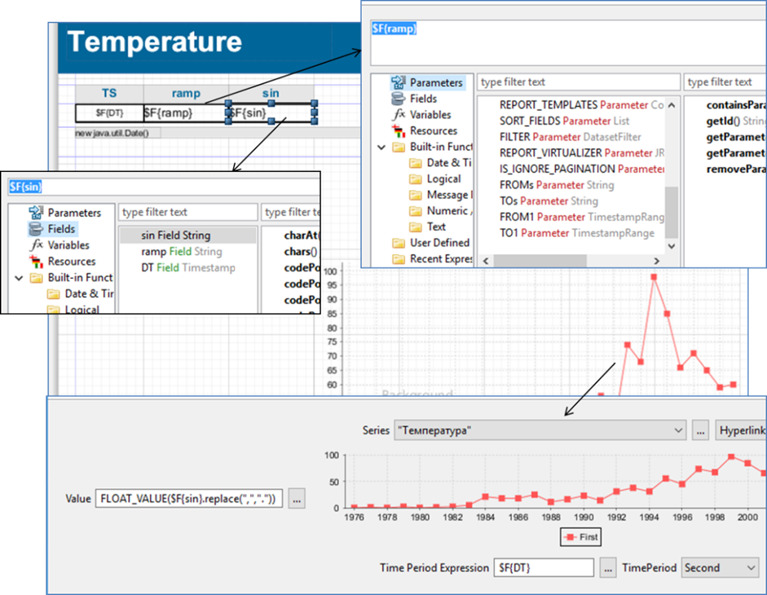 Temperature
TS ramp sin
$F{DT} $F{ramp} $F{sin}
new java.util.Date()
$F{ramp}
Parameters
Fields
Variables
Resources
Built-in Funct
Date & Ti
Logical
Message
Numeric
Text
User Defined
Recent Expres
type filter text
REPORT_TEMPLATES Parameter Co
SORT_FIELDS Parameter List
FILTER Parameter DatasetFilter
REPORT_VIRTUALIZER Parameter JR
IS_IGNORE_PAGINATION Parameter
FROMs Parameter String
TOs Parameter String
FROM1 Parameter TimestampRang
TO1 Parameter TimestampRange
type filter text
containsPara
getId() String
getParamet
getParamet
removePara
$F{sin}
Parameters
Fields
Variables
Resources
Built-in Funct
Date & Tir
Logical
type filter text
sin Field String
ramp Field String
DT Field Timestamp
type filter text
charAt(
chars()
codePo
codePo
codePo
100
95
90
85
80
75
70
65
60
Background
Series "Температура" ... Hyperlink
Value FLOAT_VALUE($F{sin}.replace(",",".")) ...
100
50
0
1976 1978 1980 1982 1984 1986 1988 1990 1992 1994 1996 1998 2000
First
Time Period Expression $F{DT} ... TimePeriod Second